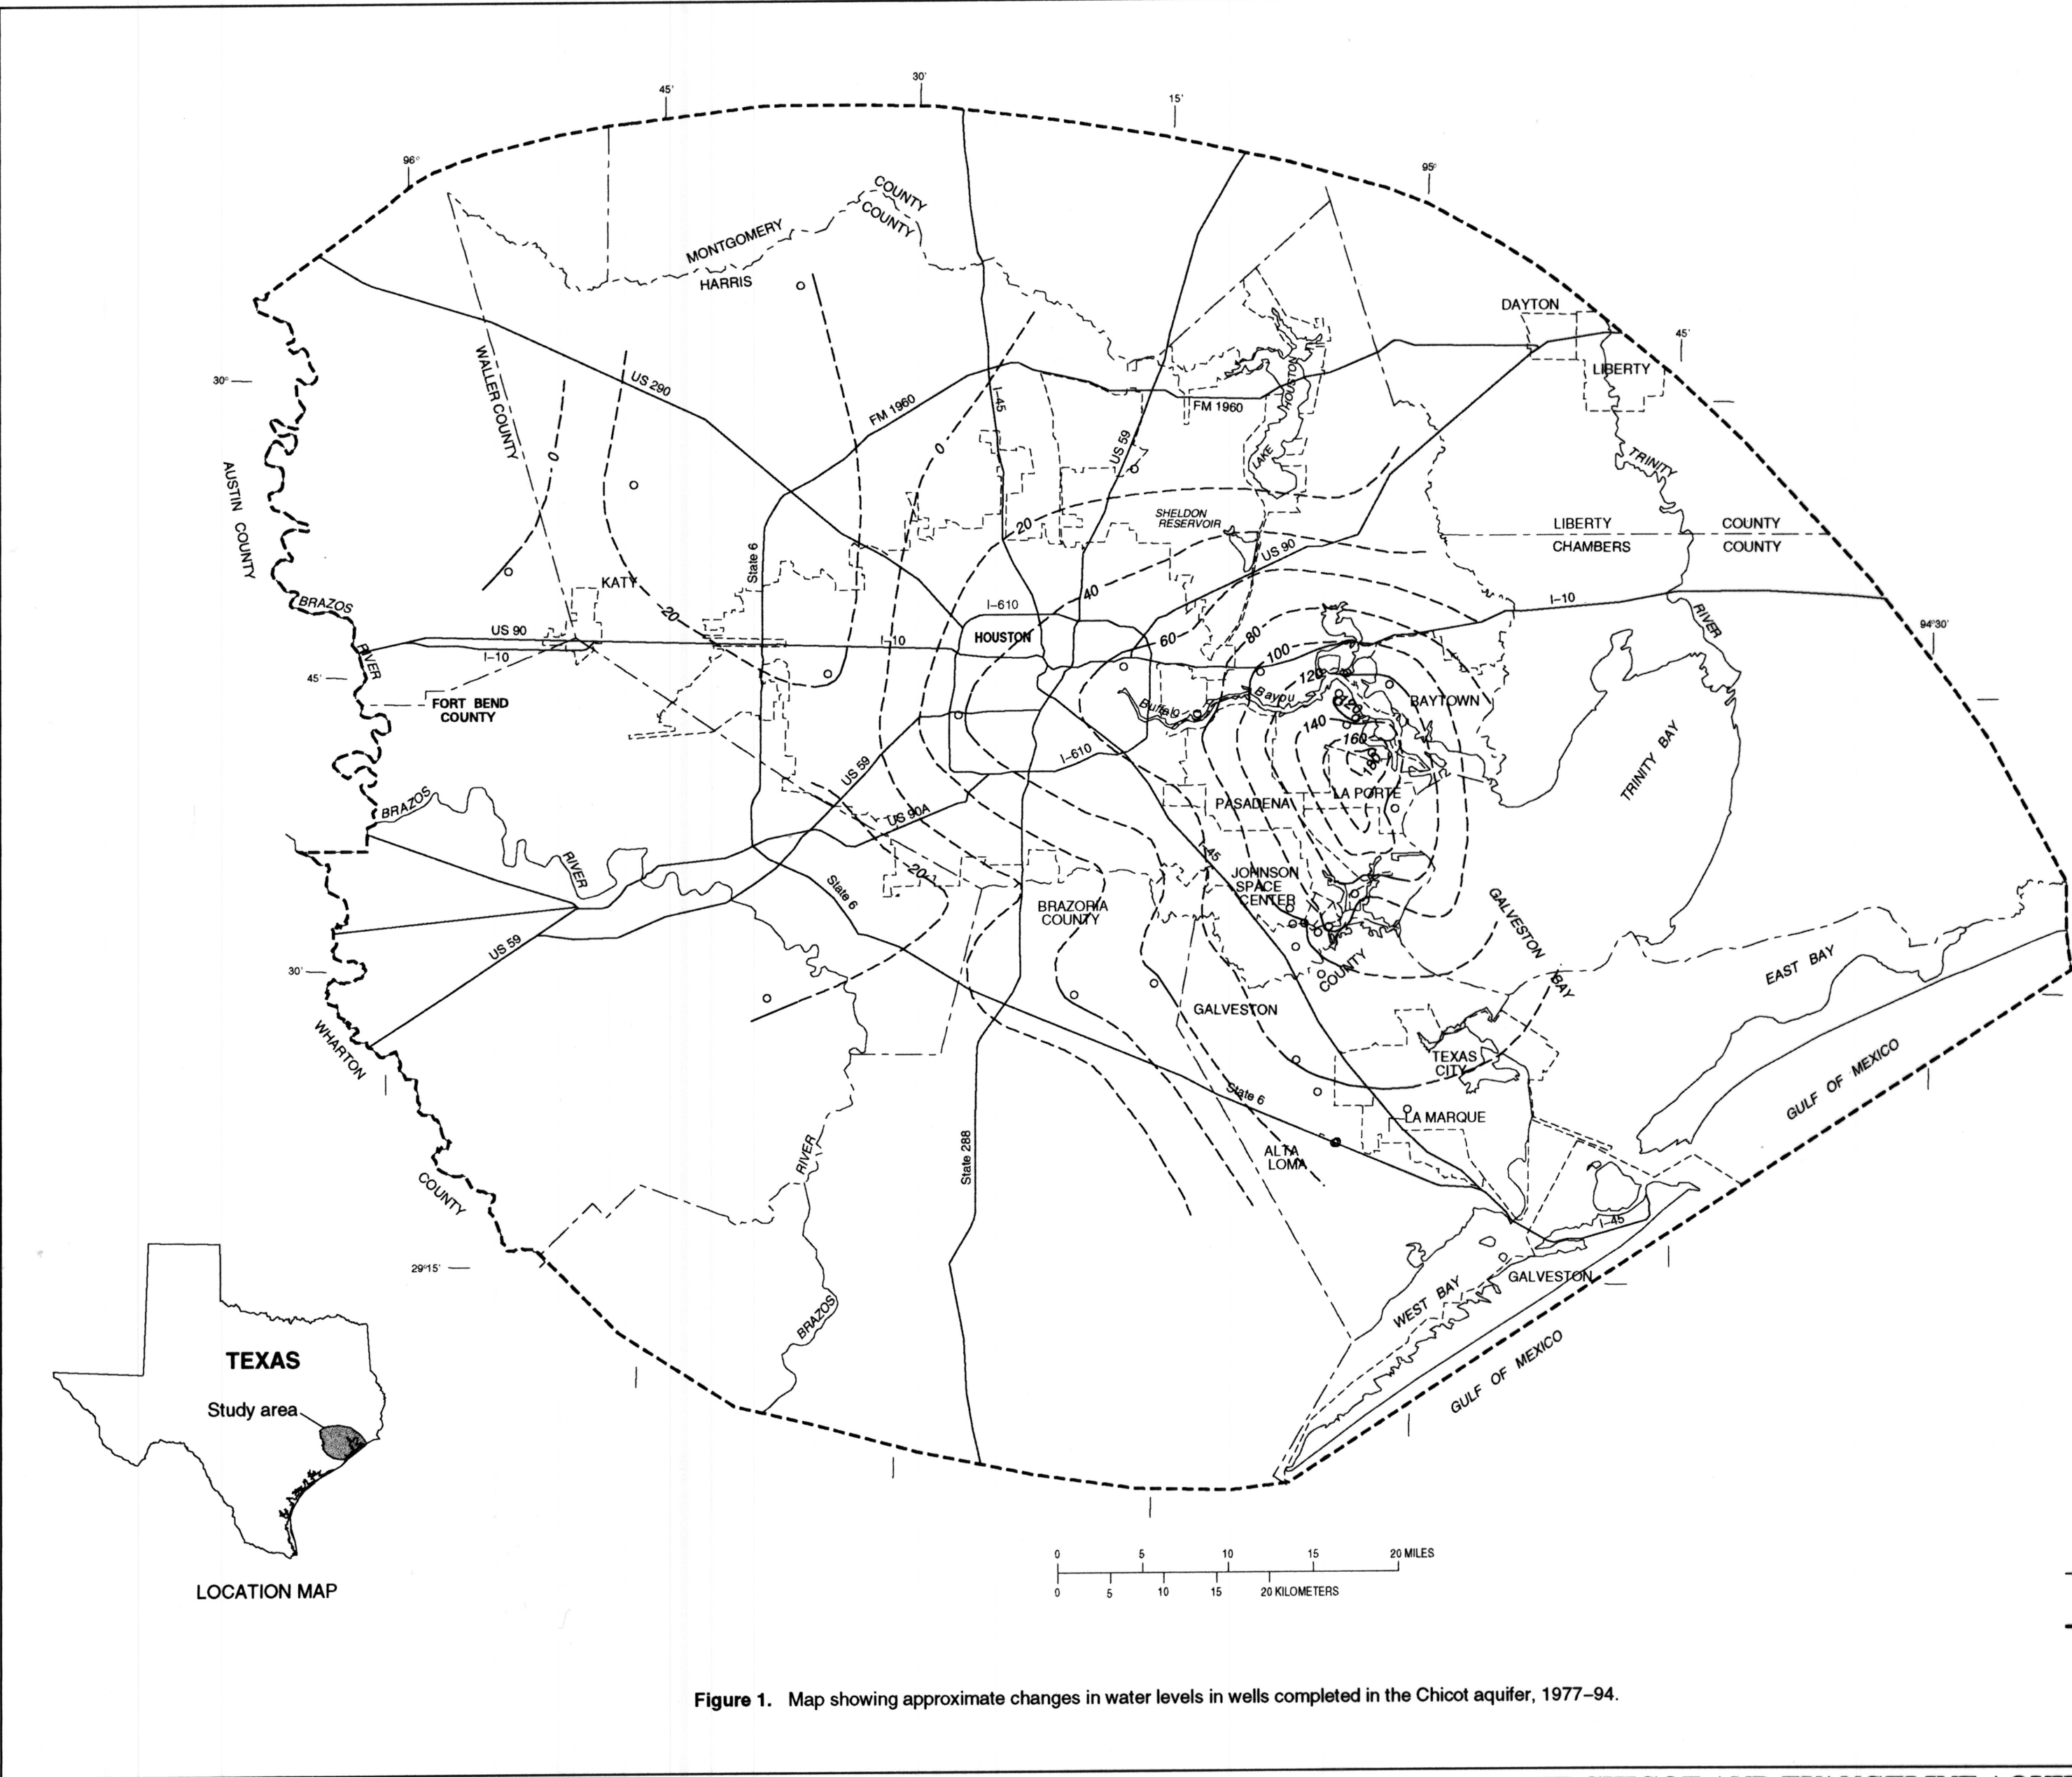 45'
30'
15'
96°
95°
COUNTY
COUNTY
MONTGOMERY
HARRIS
DAYTON
45'
LIBERTY
30°
WALLER COUNTY
US 290
FM 1960
I-45
FM 1960
HOUSTON
LAKE
US 59
0
0
TRINITY
AUSTIN COUNTY
SHELDON
RESERVOIR
20
LIBERTY
COUNTY
CHAMBERS
COUNTY
US 90
State 6
KATY
BRAZOS
40
I-10
20
I-610
RIVER
94°30'
US 90
I-10
HOUSTON
60
80
100
I-10
RIVER
45'
120
BAYTOWN
Buffalo
Bayou
120
FORT BEND
COUNTY
140
160
180
I-610
TRINITY BAY
US 59
BRAZOS
US 90A
PASADENA
LA PORTE
RIVER
I-45
20
State 6
JOHNSON
SPACE
CENTER
BRAZORIA
COUNTY
GALVESTON
BAY
US 59
30'
COUNTY
EAST BAY
GALVESTON
WHARTON
TEXAS
CITY
GULF OF MEXICO
State 6
LA MARQUE
RIVER
State 288
ALTA
LOMA
COUNTY
I-45
29°15'
GALVESTON
WEST BAY
BRAZOS
GULF OF MEXICO
TEXAS
Study area
LOCATION MAP
0 5 10 15 20 MILES
0 5 10 15 20 KILOMETERS
Figure 1. Map showing approximate changes in water levels in wells completed in the Chicot aquifer, 1977–94.